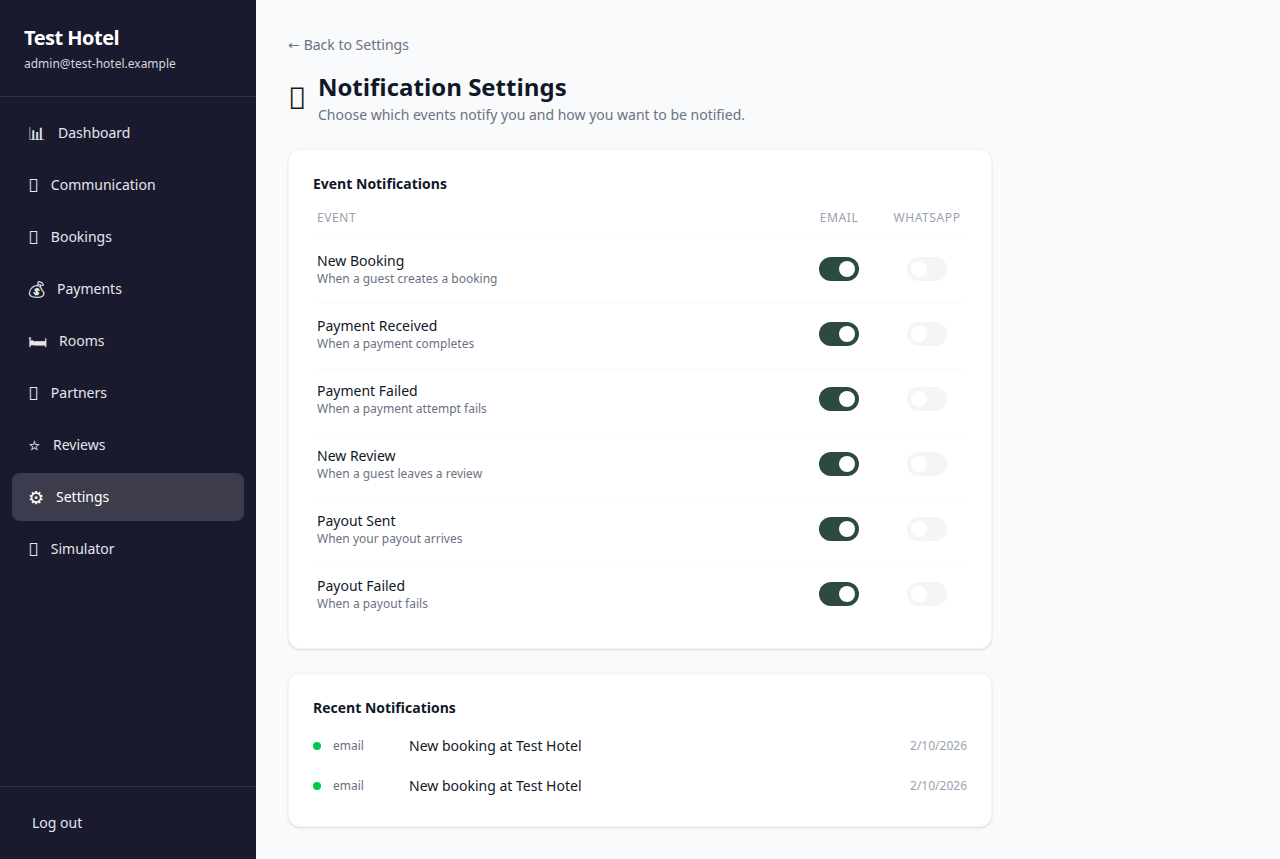 Test Hotel
admin@test-hotel.example
Dashboard
Communication
Bookings
Payments
Rooms
Partners
Reviews
Settings
Simulator
Log out
← Back to Settings
Notification Settings
Choose which events notify you and how you want to be notified.
Event Notifications
EVENT EMAIL WHATSAPP
New Booking
When a guest creates a booking
Payment Received
When a payment completes
Payment Failed
When a payment attempt fails
New Review
When a guest leaves a review
Payout Sent
When your payout arrives
Payout Failed
When a payout fails
Recent Notifications
email New booking at Test Hotel 2/10/2026
email New booking at Test Hotel 2/10/2026